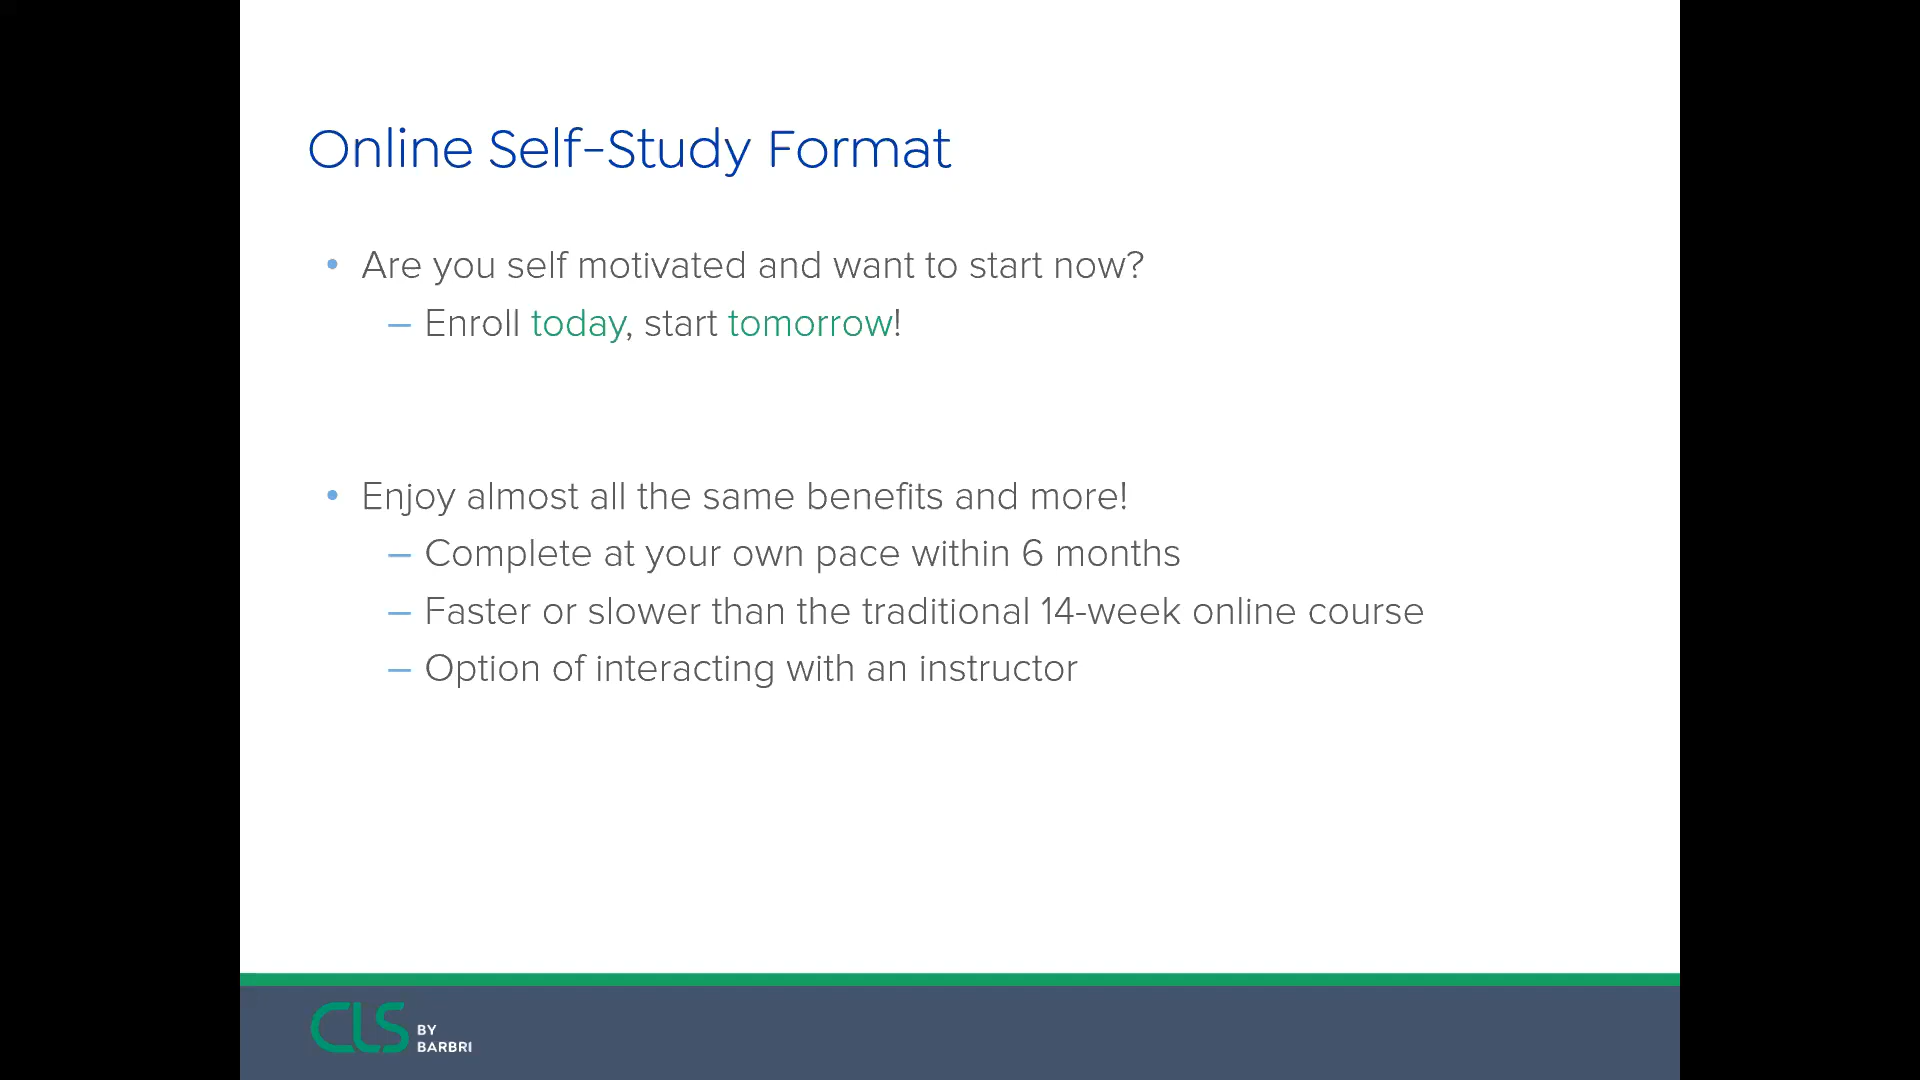 Online Self-Study Format
• Are you self motivated and want to start now?
– Enroll today, start tomorrow!
• Enjoy almost all the same benefits and more!
– Complete at your own pace within 6 months
– Faster or slower than the traditional 14-week online course
– Option of interacting with an instructor
CLS BY
BARBRI